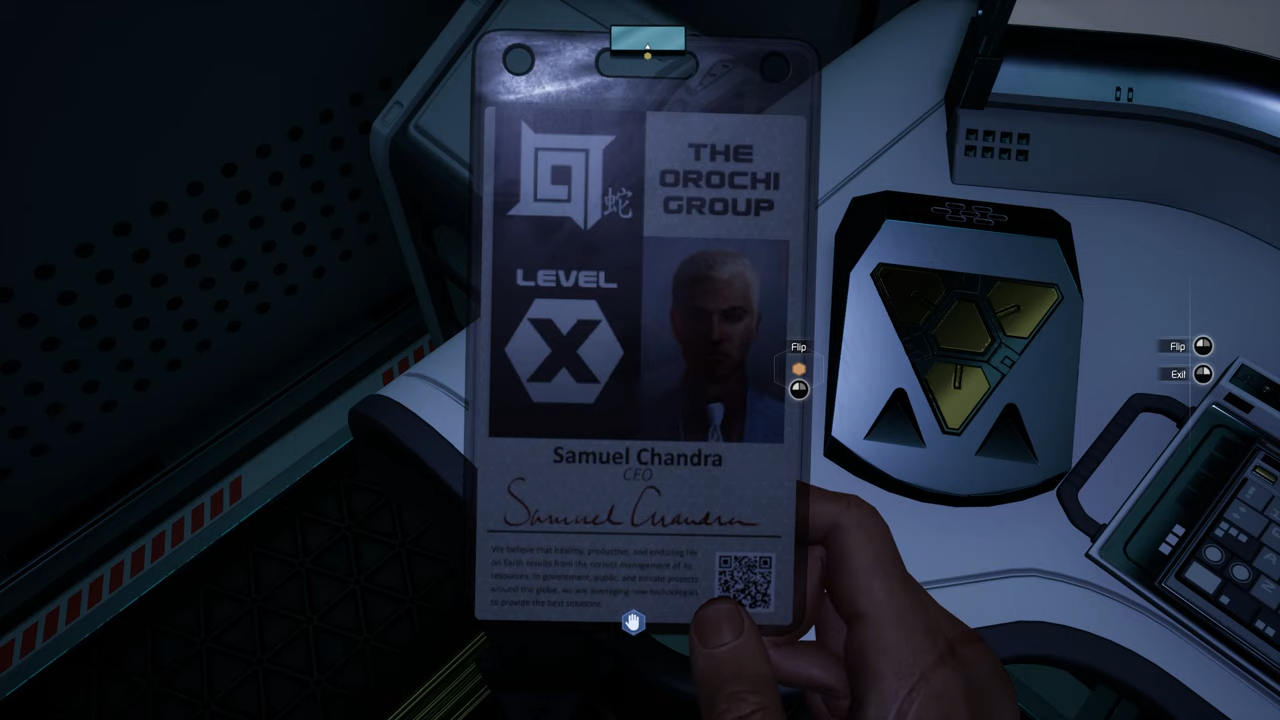 THE
OROCHI
GROUP
蛇
LEVEL
X
Samuel Chandra
CEO
Samuel Chandra
We believe that healthy, productive, and enduring life
on Earth results from the correct management of its
resources. In government, public, and private projects
around the globe, we are leveraging new technologies
to provide the best solutions.
Flip
Flip
Exit